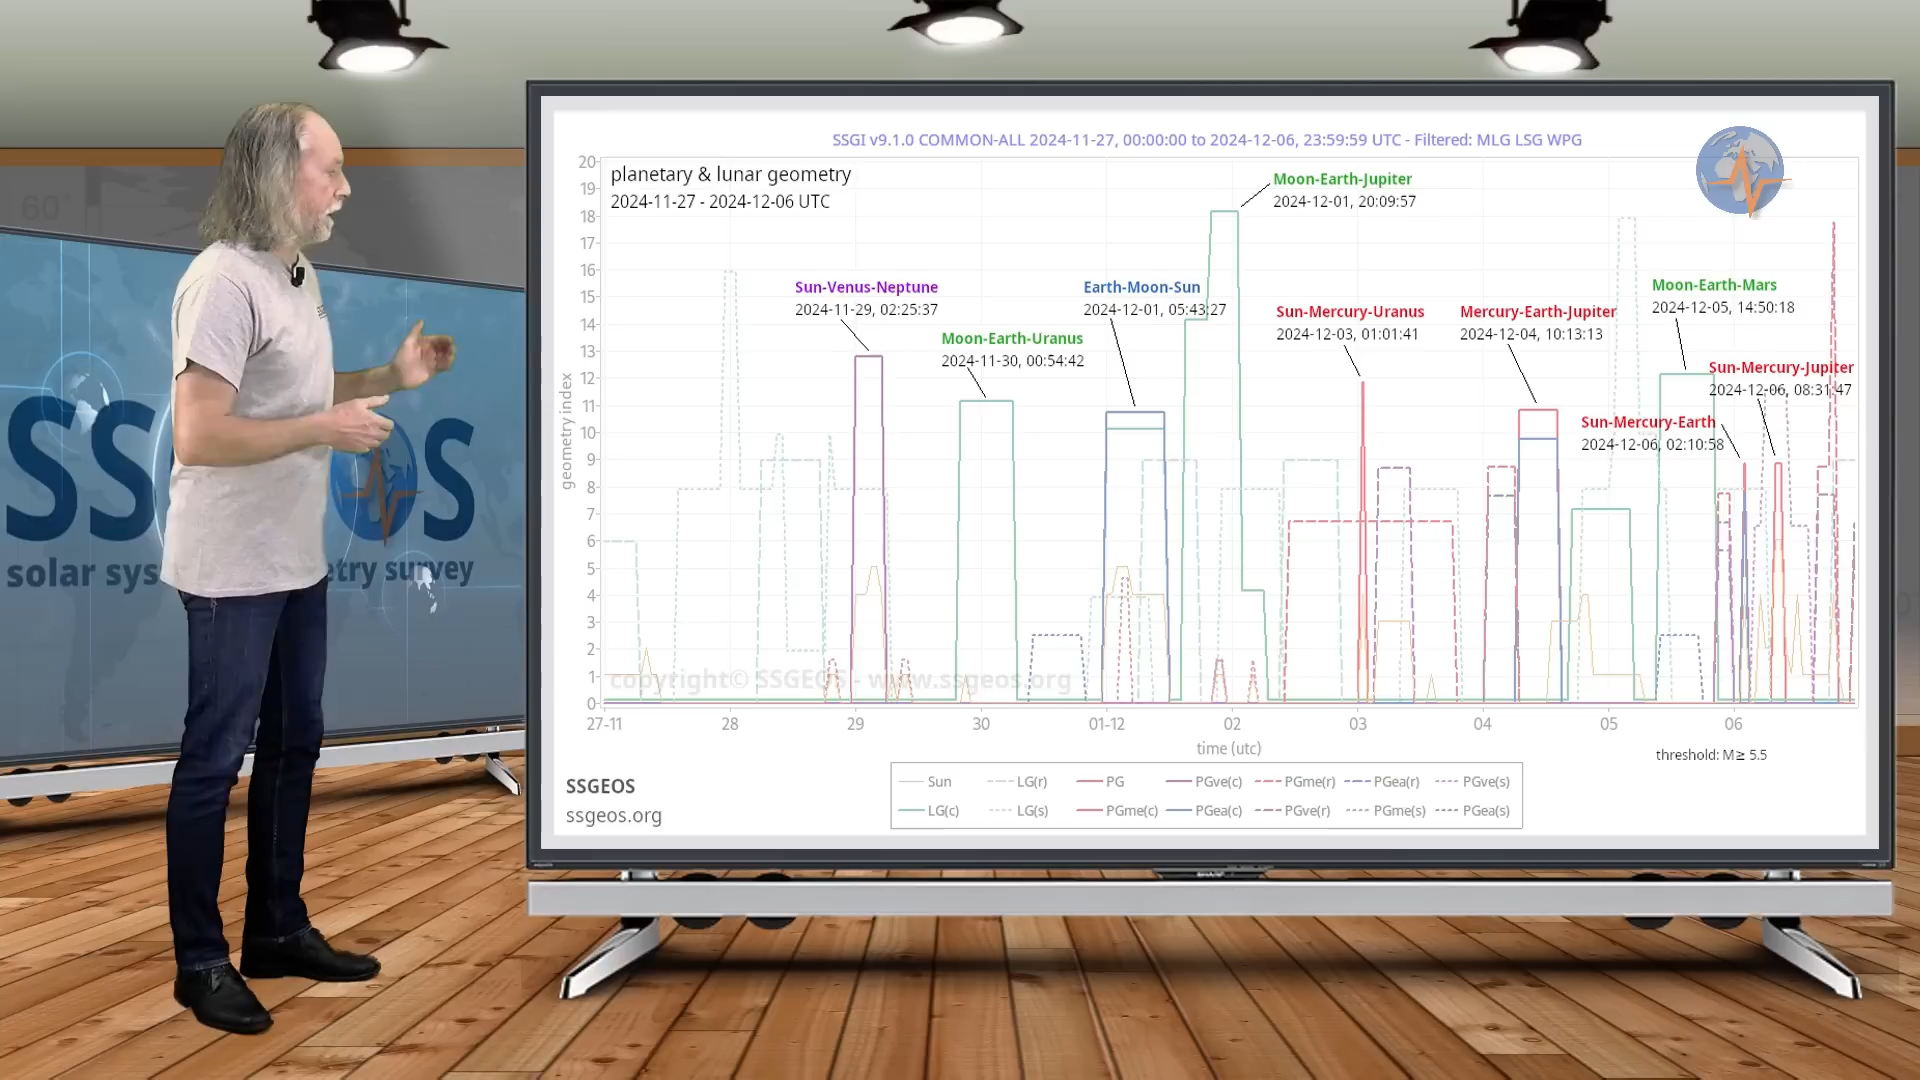 SSGI v9.1.0 COMMON-ALL 2024-11-27, 00:00:00 to 2024-12-06, 23:59:59 UTC - Filtered: MLG LSG WPG
planetary & lunar geometry
2024-11-27 - 2024-12-06 UTC
Moon-Earth-Jupiter
2024-12-01, 20:09:57
Sun-Venus-Neptune
2024-11-29, 02:25:37
Earth-Moon-Sun
2024-12-01, 05:43:27
Moon-Earth-Mars
2024-12-05, 14:50:18
Sun-Mercury-Uranus
2024-12-03, 01:01:41
Mercury-Earth-Jupiter
2024-12-04, 10:13:13
Moon-Earth-Uranus
2024-11-30, 00:54:42
Sun-Mercury-Jupiter
2024-12-06, 08:31:47
Sun-Mercury-Earth
2024-12-06, 02:10:58
20
19
18
17
16
15
14
13
12
11
10
9
8
7
6
5
4
3
2
1
0
geometry index
copyright© SSGEOS - www.ssgeos.org
27-11 28 29 30 01-12 02 03 04 05 06
time (utc)
threshold: M≥ 5.5
SSGEOS
ssgeos.org
Sun LG(r) PG PGve(c) PGme(r) PGea(r) PGve(s)
LG(c) LG(s) PGme(c) PGea(c) PGve(r) PGme(s) PGea(s)
60°
SS OS
solar sys etry survey